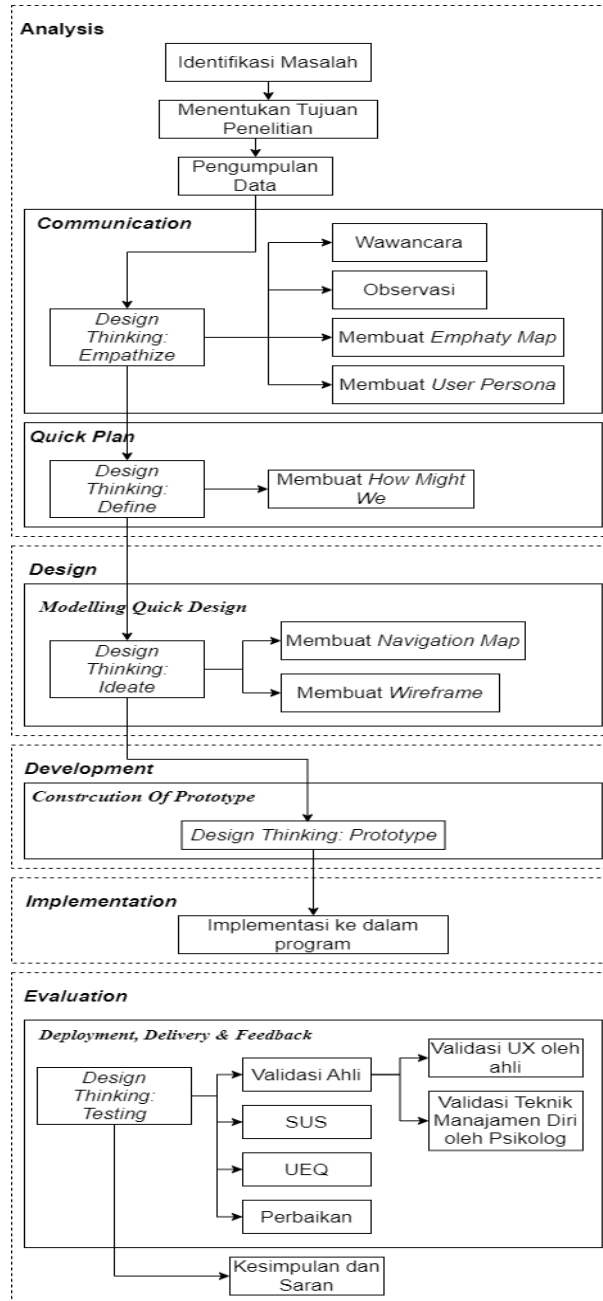 Analysis
Identifikasi Masalah
Menentukan Tujuan
Penelitian
Pengumpulan
Data
Communication
Wawancara
Observasi
Design
Thinking:
Empathize
Membuat Emphaty Map
Membuat User Persona
Quick Plan
Design
Thinking:
Define
Membuat How Might
We
Design
Modelling Quick Design
Design
Thinking:
Ideate
Membuat Navigation Map
Membuat Wireframe
Development
Constrcution Of Prototype
Design Thinking: Prototype
Implementation
Implementasi ke dalam
program
Evaluation
Deployment, Delivery & Feedback
Design
Thinking:
Testing
Validasi Ahli
Validasi UX oleh
ahli
Validasi Teknik
Manajamen Diri
oleh Psikolog
SUS
UEQ
Perbaikan
Kesimpulan dan
Saran